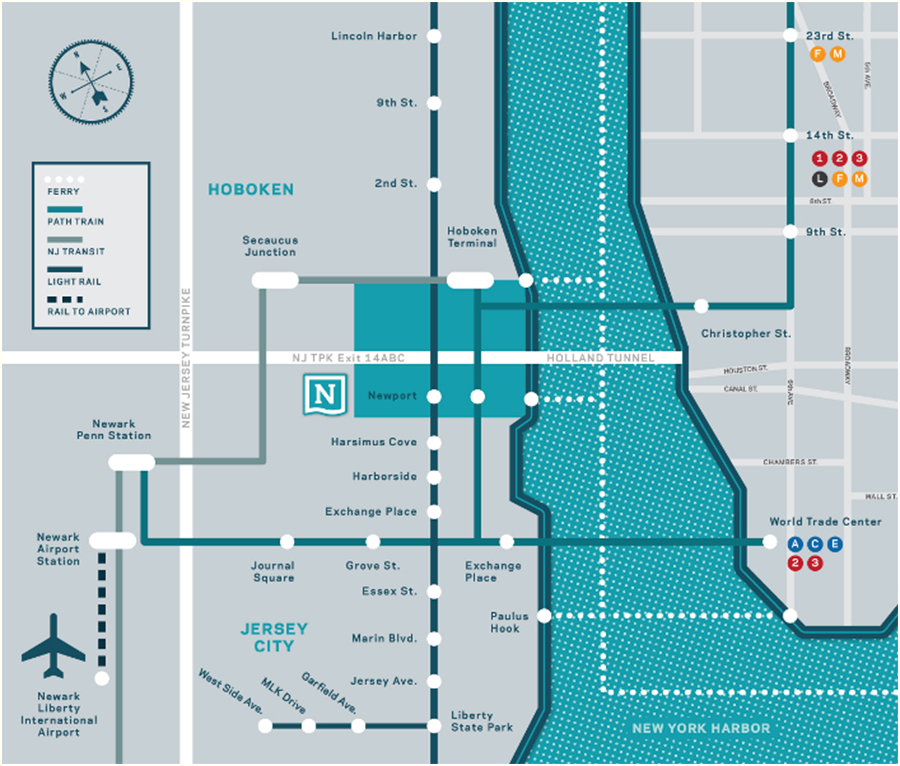 Lincoln Harbor
23rd St.
F M
5th AVE.
BROADWAY
9th St.
14th St.
1 2 3
L F M
2nd St.
HOBOKEN
8th ST.
9th St.
N
E
W
S
FERRY
PATH TRAIN
NJ TRANSIT
LIGHT RAIL
RAIL TO AIRPORT
Secaucus
Junction
Hoboken
Terminal
Christopher St.
NEW JERSEY TURNPIKE
NJ TPK Exit 14ABC
HOLLAND TUNNEL
HOUSTON ST.
CANAL ST.
6th AVE
BROADWAY
N
Newport
Newark
Penn Station
Harsimus Cove
Harborside
Exchange Place
CHAMBERS ST.
WALL ST.
World Trade Center
A C E
2 3
Newark
Airport
Station
Journal
Square
Grove St.
Exchange
Place
Essex St.
Paulus
Hook
JERSEY
CITY
Marin Blvd.
Jersey Ave.
West Side Ave.
MLK Drive
Garfield Ave.
Liberty
State Park
Newark
Liberty
International
Airport
NEW YORK HARBOR